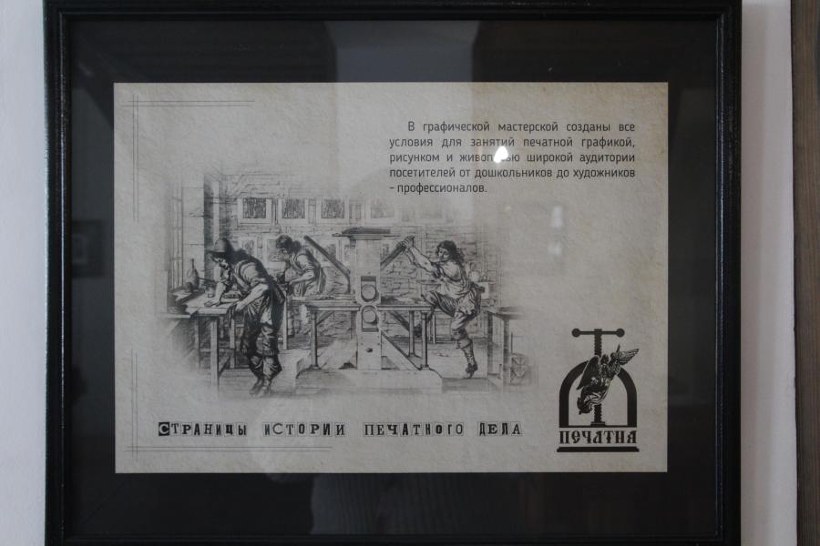 В графической мастерской созданы все
условия для занятий печатной графикой,
рисунком и живописью широкой аудитории
посетителей от дошкольников до художников
- профессионалов.
СТРАНИЦЫ ИСТОРИИ ПЕЧАТНОГО ДЕЛА
ПЕЧАТНЯ